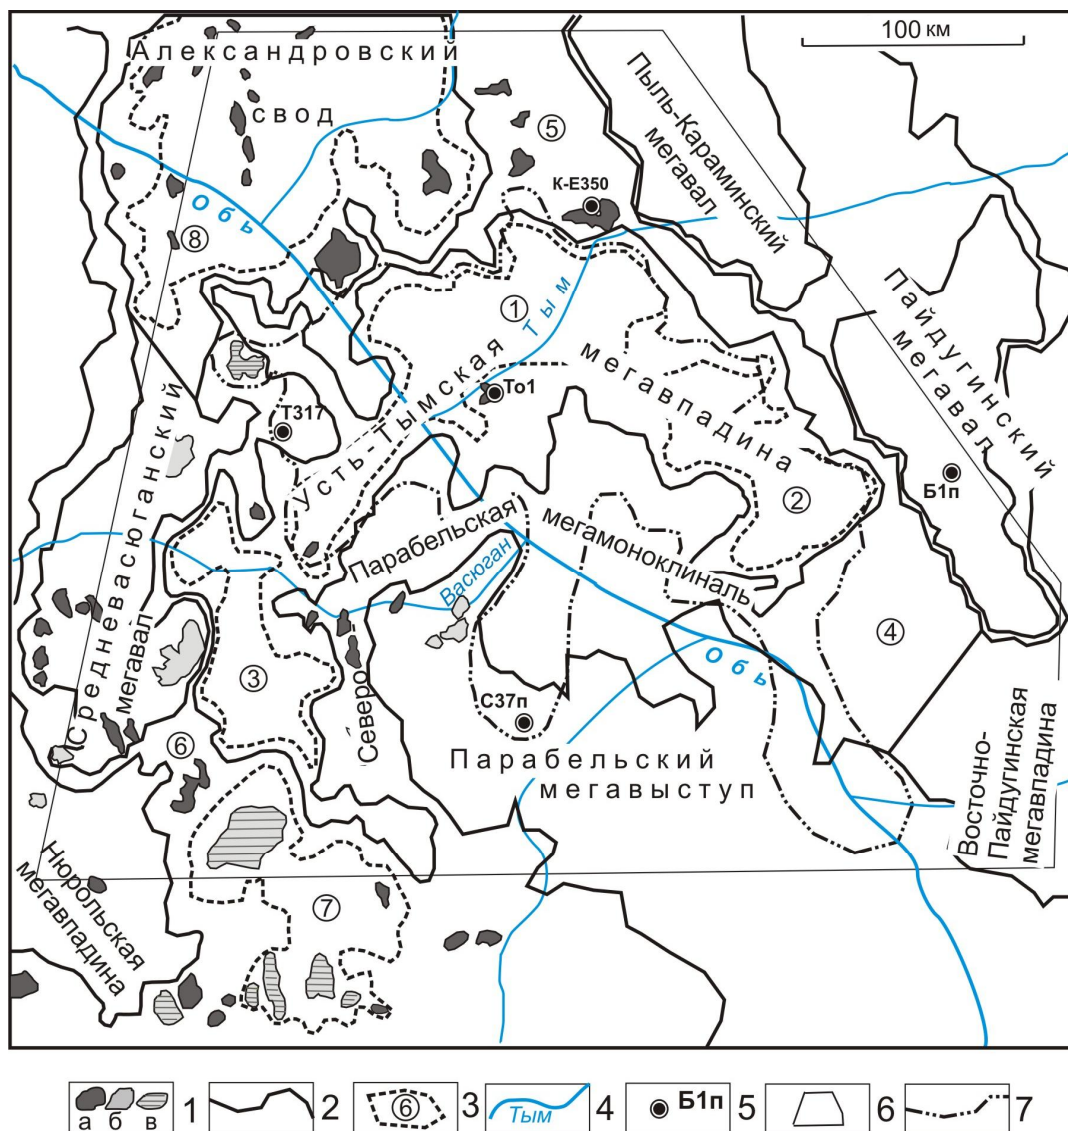 Александровский
свод
100 км
Пыль-Караминский
мегавал
⑤
К-Е350
Обь
⑧
Тым
①
Пайдугинский
мегавал
Усть-Тымская
мегавпадина
То1
Т317
Б1п
②
Средневасюганский
мегавал
Парабельская
мегамоноклиналь
Васюган
③
④
Обь
Северо
С37п
Парабельский
мегавыступ
⑥
Восточно-
Пайдугинская
мегавпадина
Нюрольская
мегавпадина
⑦
а б в 1
2
⑥ 3
Тым 4
Б1п 5
6
7